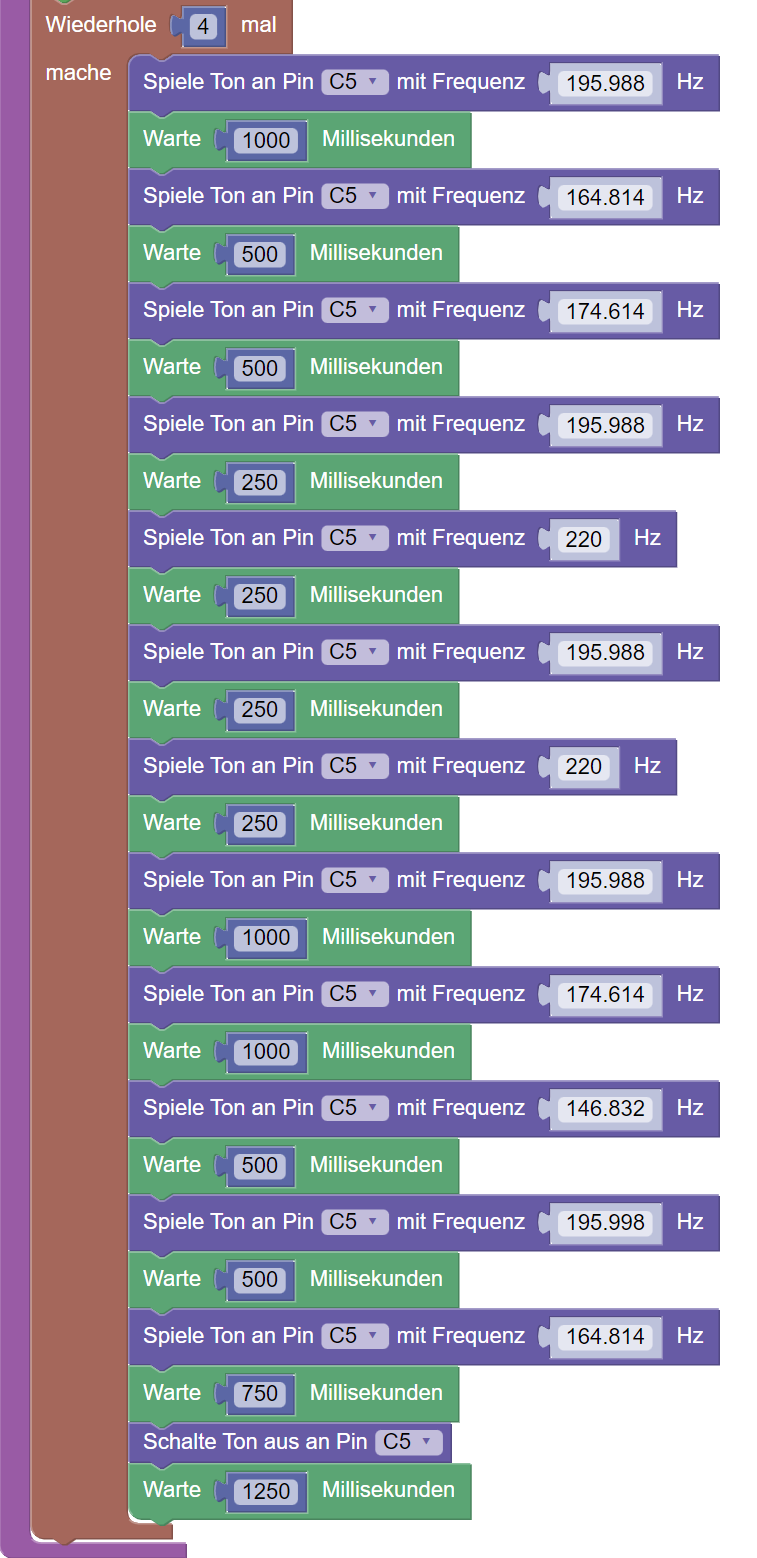 Wiederhole 4 mal
mache
Spiele Ton an Pin C5 mit Frequenz 195.988 Hz
Warte 1000 Millisekunden
Spiele Ton an Pin C5 mit Frequenz 164.814 Hz
Warte 500 Millisekunden
Spiele Ton an Pin C5 mit Frequenz 174.614 Hz
Warte 500 Millisekunden
Spiele Ton an Pin C5 mit Frequenz 195.988 Hz
Warte 250 Millisekunden
Spiele Ton an Pin C5 mit Frequenz 220 Hz
Warte 250 Millisekunden
Spiele Ton an Pin C5 mit Frequenz 195.988 Hz
Warte 250 Millisekunden
Spiele Ton an Pin C5 mit Frequenz 220 Hz
Warte 250 Millisekunden
Spiele Ton an Pin C5 mit Frequenz 195.988 Hz
Warte 1000 Millisekunden
Spiele Ton an Pin C5 mit Frequenz 174.614 Hz
Warte 1000 Millisekunden
Spiele Ton an Pin C5 mit Frequenz 146.832 Hz
Warte 500 Millisekunden
Spiele Ton an Pin C5 mit Frequenz 195.998 Hz
Warte 500 Millisekunden
Spiele Ton an Pin C5 mit Frequenz 164.814 Hz
Warte 750 Millisekunden
Schalte Ton aus an Pin C5
Warte 1250 Millisekunden